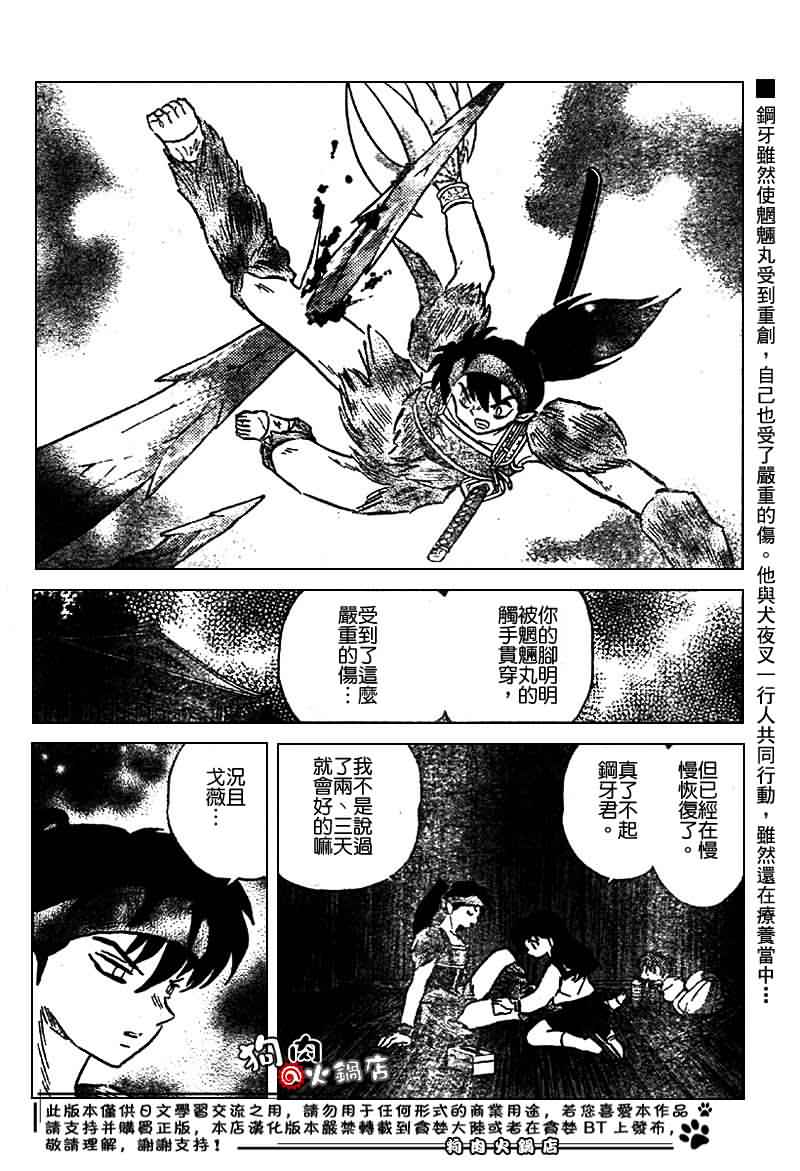 ■鋼牙雖然使魍魎丸受到重創，自己也受了嚴重的傷。他與犬夜叉一行人共同行動，雖然還在療養當中…
你的腳明明
被魍魎丸的
觸手貫穿，
受到了這麼
嚴重的傷…
但已經在慢
慢恢復了。
真了不起
鋼牙君。
我不是說過
了兩、三天
就會好的嘛
況且
戈薇…
狗肉
火鍋店
此版本僅供日文學習交流之用，請勿用于任何形式的商業用途，若您喜愛本作品
請支持并購買正版，本店漢化版本嚴禁轉載到貪婪大陸或者在貪婪BT上發布，
敬請理解，謝謝支持！
狗肉火鍋店